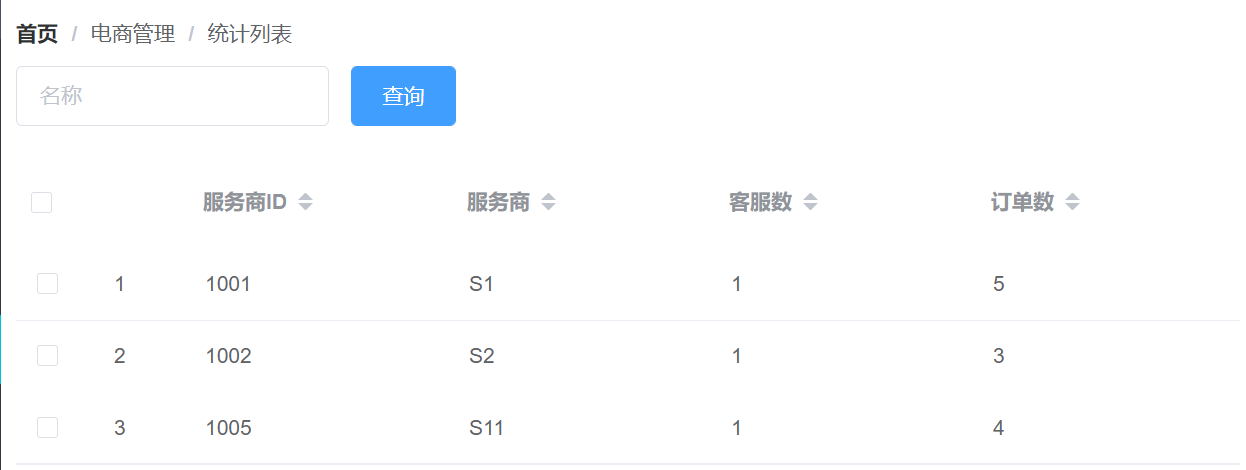 首页 / 电商管理 / 统计列表
名称 查询
服务商ID 服务商 客服数 订单数
1 1001 S1 1 5
2 1002 S2 1 3
3 1005 S11 1 4